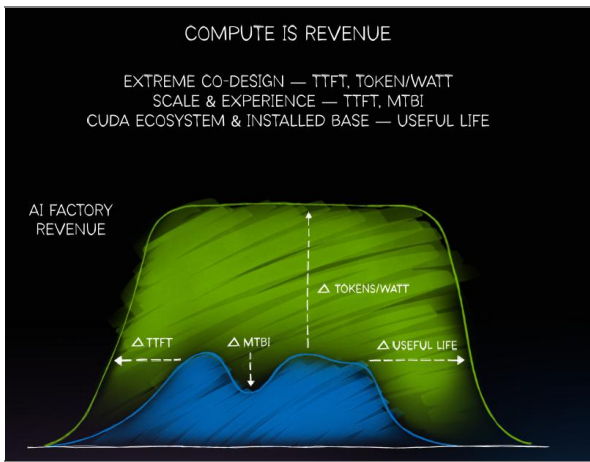 COMPUTE IS REVENUE
EXTREME CO-DESIGN — TTFT, TOKEN/WATT
SCALE & EXPERIENCE — TTFT, MTBI
CUDA ECOSYSTEM & INSTALLED BASE — USEFUL LIFE
AI FACTORY
REVENUE
△ TOKENS/WATT
△ TTFT
△ MTBI
△ USEFUL LIFE